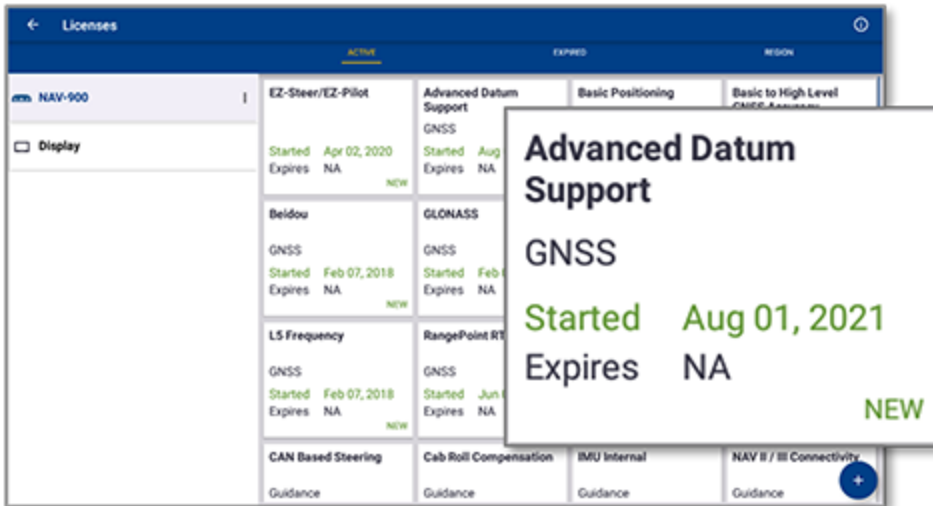 Licenses
ACTIVE EXPIRED REGION
NAV-900
Display
EZ-Steer/EZ-Pilot
Started Apr 02, 2020
Expires NA
NEW
Advanced Datum
Support
GNSS
Started Aug
Expires NA
Basic Positioning
Basic to High Level
GNSS Accuracy
Beidou
GNSS
Started Feb 07, 2018
Expires NA
NEW
GLONASS
GNSS
Started Feb
Expires NA
L5 Frequency
GNSS
Started Feb 07, 2018
Expires NA
NEW
RangePoint RT
GNSS
Started Jun
Expires NA
CAN Based Steering
Guidance
Cab Roll Compensation
Guidance
IMU Internal
Guidance
NAV II / III Connectivity
Guidance
Advanced Datum
Support
GNSS
Started Aug 01, 2021
Expires NA
NEW